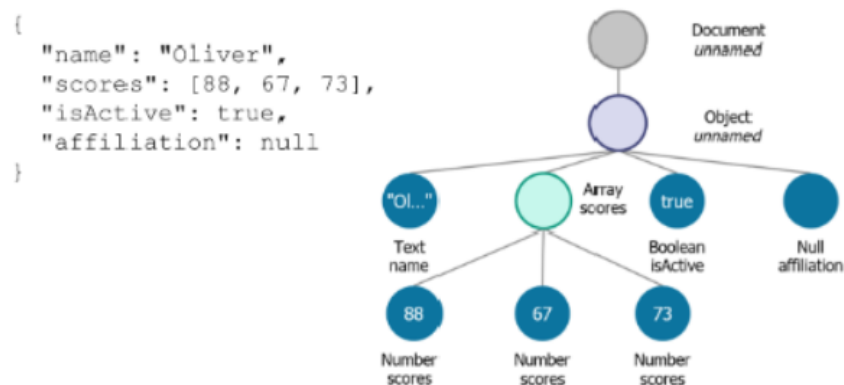 {
"name": "Oliver",
"scores": [88, 67, 73],
"isActive": true,
"affiliation": null
}
Document
unnamed
Object
unnamed
"Ol..."
Array
scores
true
Text
name
Boolean
isActive
Null
affiliation
88
67
73
Number
scores
Number
scores
Number
scores